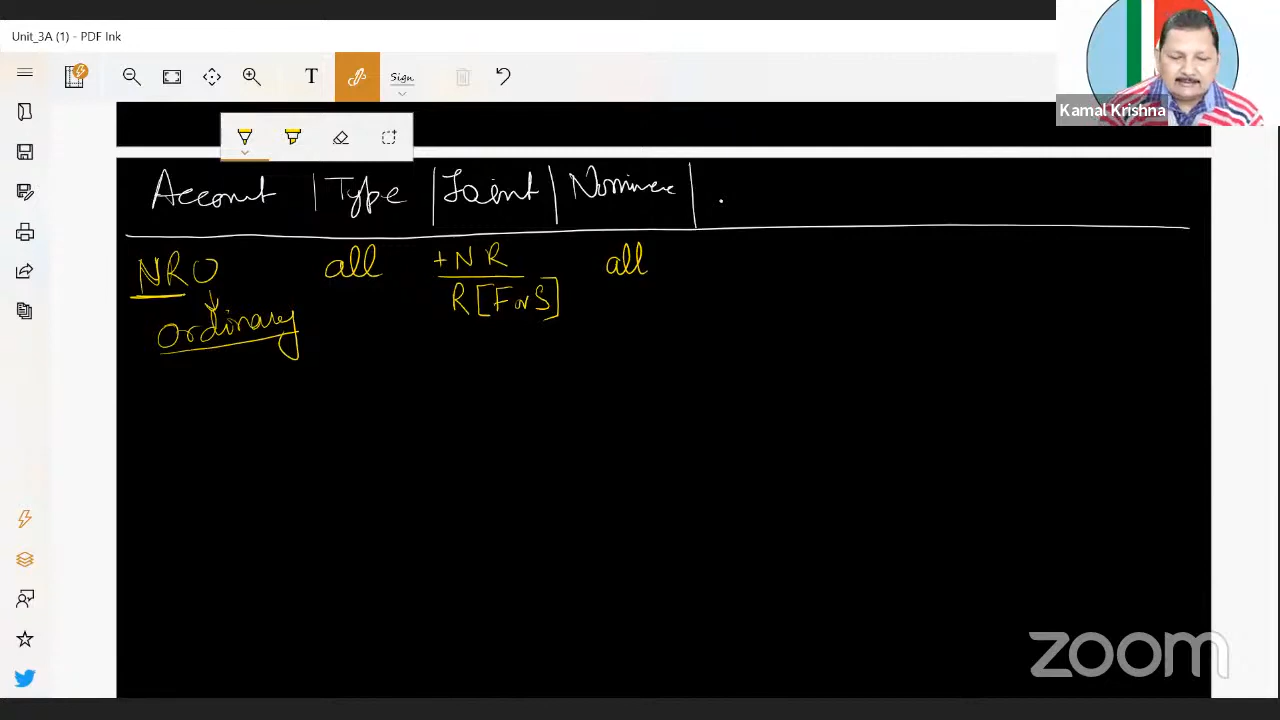 Unit_3A (1) - PDF Ink
T
Sign
Kamal Krishna
Account | Type | Joint | Nominee | .
NRO all +NR all
Ordinary R[F or S]
zoom